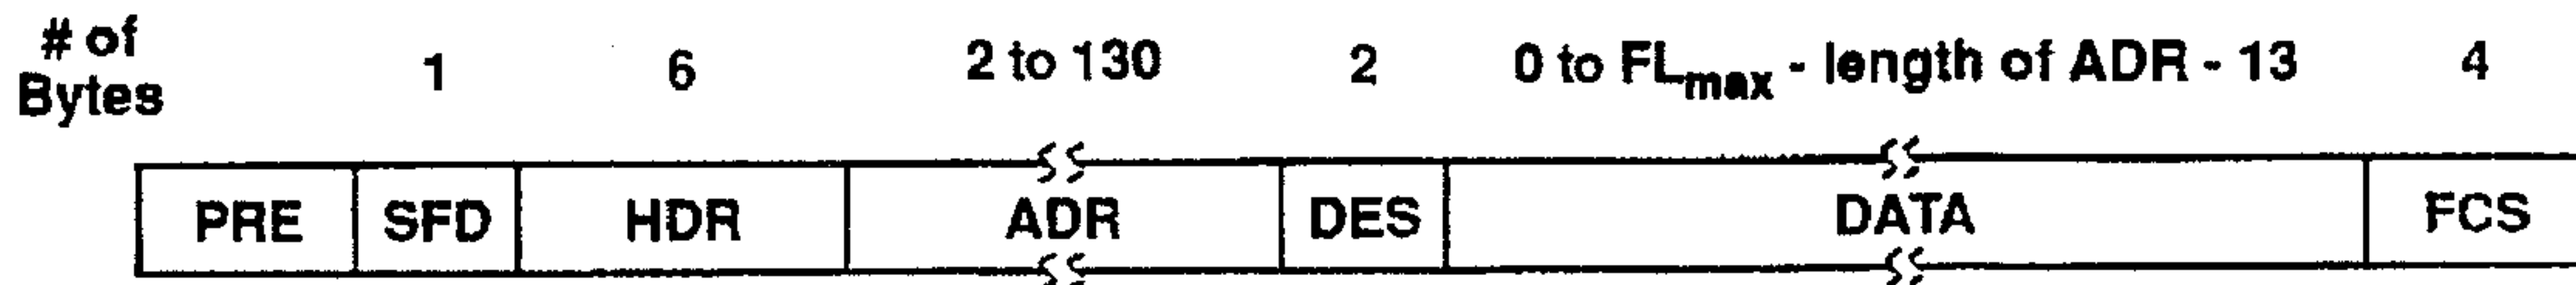 # of Bytes 1 6 2 to 130 2 0 to FLmax - length of ADR - 13 4
PRE SFD HDR ADR DES DATA FCS